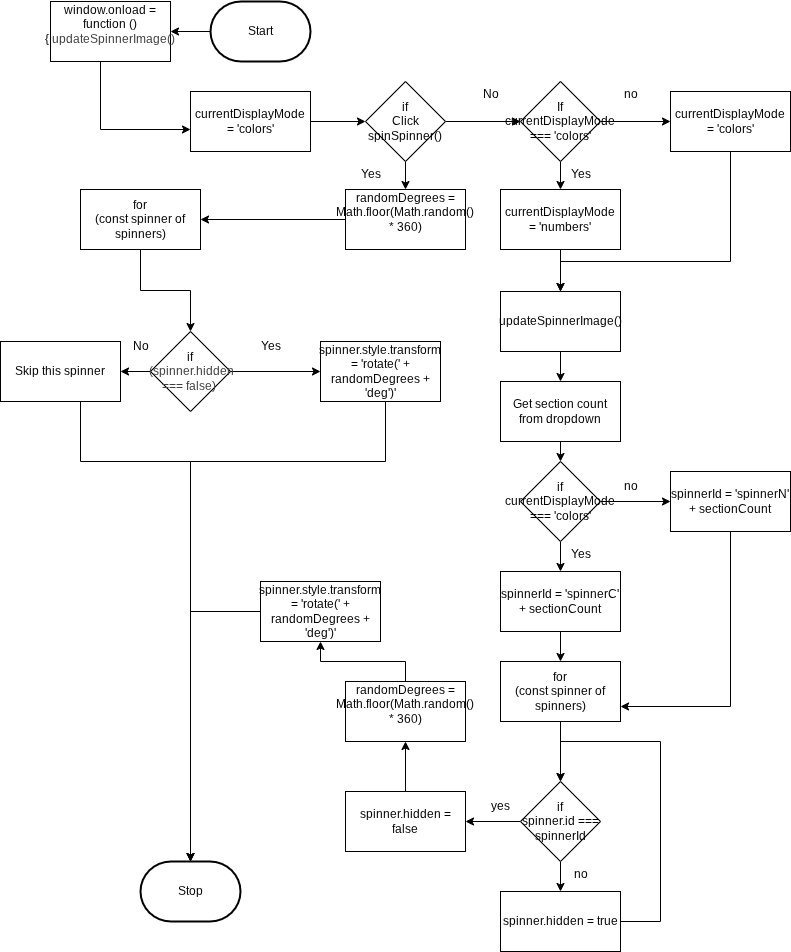 window.onload =
function ()
{ updateSpinnerImage()
Start
currentDisplayMode
= 'colors'
if
Click
spinSpinner()
No
If
currentDisplayMode
=== 'colors'
no
currentDisplayMode
= 'colors'
Yes
Yes
for
(const spinner of
spinners)
randomDegrees =
Math.floor(Math.random()
* 360)
currentDisplayMode
= 'numbers'
updateSpinnerImage()
No
Yes
Skip this spinner
if
(spinner.hidden
=== false)
spinner.style.transform
= 'rotate(' +
randomDegrees +
'deg')'
Get section count
from dropdown
if
currentDisplayMode
=== 'colors'
no
spinnerId = 'spinnerN'
+ sectionCount
Yes
spinnerId = 'spinnerC'
+ sectionCount
spinner.style.transform
= 'rotate(' +
randomDegrees +
'deg')'
for
(const spinner of
spinners)
randomDegrees =
Math.floor(Math.random()
* 360)
spinner.hidden =
false
yes
if
spinner.id ===
spinnerId
no
Stop
spinner.hidden = true